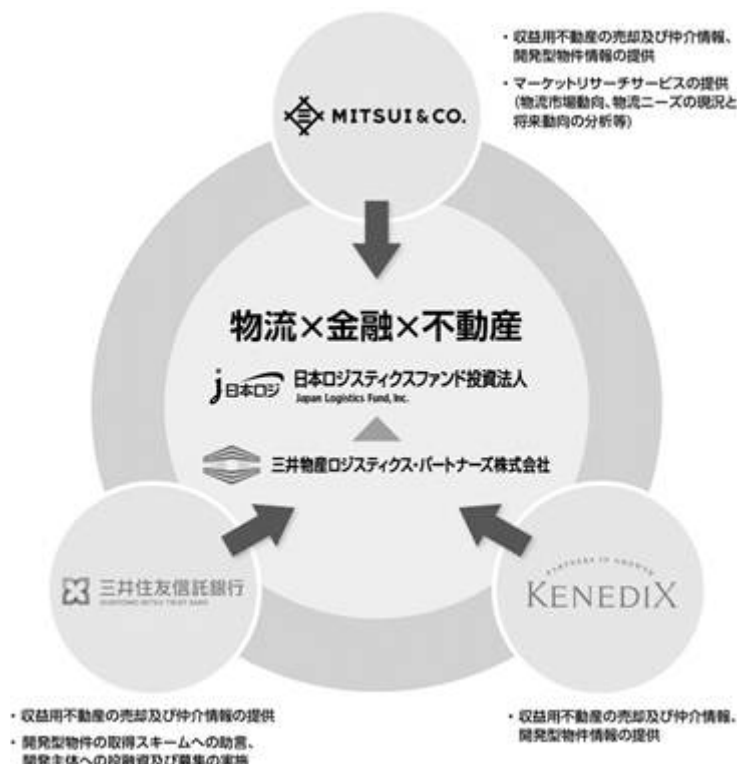 ・収益用不動産の売却及び仲介情報、
開発型物件情報の提供
・マーケットリサーチサービスの提供
(物流市場動向、物流ニーズの現況と
将来動向の分析等)
MITSUI & CO.
物流×金融×不動産
日本ロジ
日本ロジスティクスファンド投資法人
Japan Logistics Fund, Inc.
三井物産ロジスティクス・パートナーズ株式会社
三井住友信託銀行
SUMITOMO MITSUI TRUST BANK
PARTNERS IN GROWTH
KENEDIX
・収益用不動産の売却及び仲介情報の提供
・開発型物件の取得スキームへの助言、
開発主体への投融資及び募集の実施
・収益用不動産の売却及び仲介情報、
開発型物件情報の提供